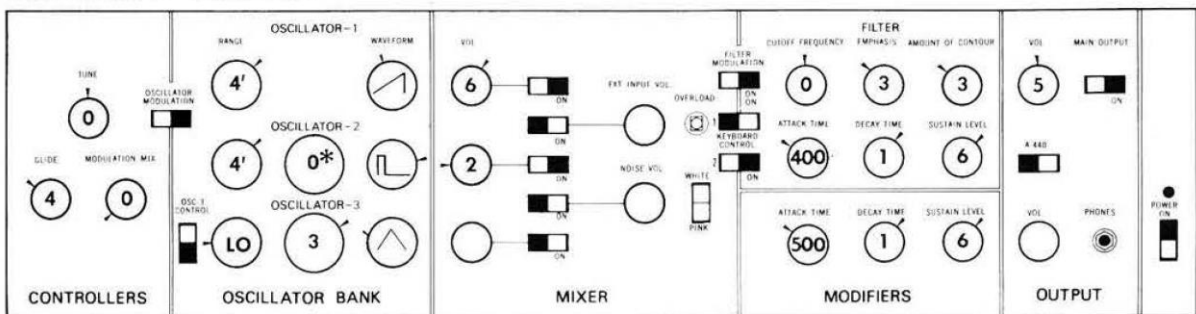 CONTROLLERS
TUNE
0
GLIDE
4
MODULATION MIX
0
OSCILLATOR MODULATION
OSCILLATOR BANK
OSCILLATOR-1
RANGE
WAVEFORM
4'
OSCILLATOR-2
4'
0*
OSCILLATOR-3
OSC-3
CONTROL
LO
3
MIXER
VOL
6
ON
EXT INPUT VOL.
OVERLOAD
ON
2
ON
NOISE VOL
WHITE
PINK
ON
ON
MODIFIERS
FILTER
FILTER MODULATION
ON
ON
1
KEYBOARD CONTROL
2
ON
CUTOFF FREQUENCY
EMPHASIS
AMOUNT OF CONTOUR
0
3
3
ATTACK TIME
DECAY TIME
SUSTAIN LEVEL
400
1
6
ATTACK TIME
DECAY TIME
SUSTAIN LEVEL
500
1
6
OUTPUT
VOL
MAIN OUTPUT
5
ON
A-440
VOL
PHONES
POWER
ON